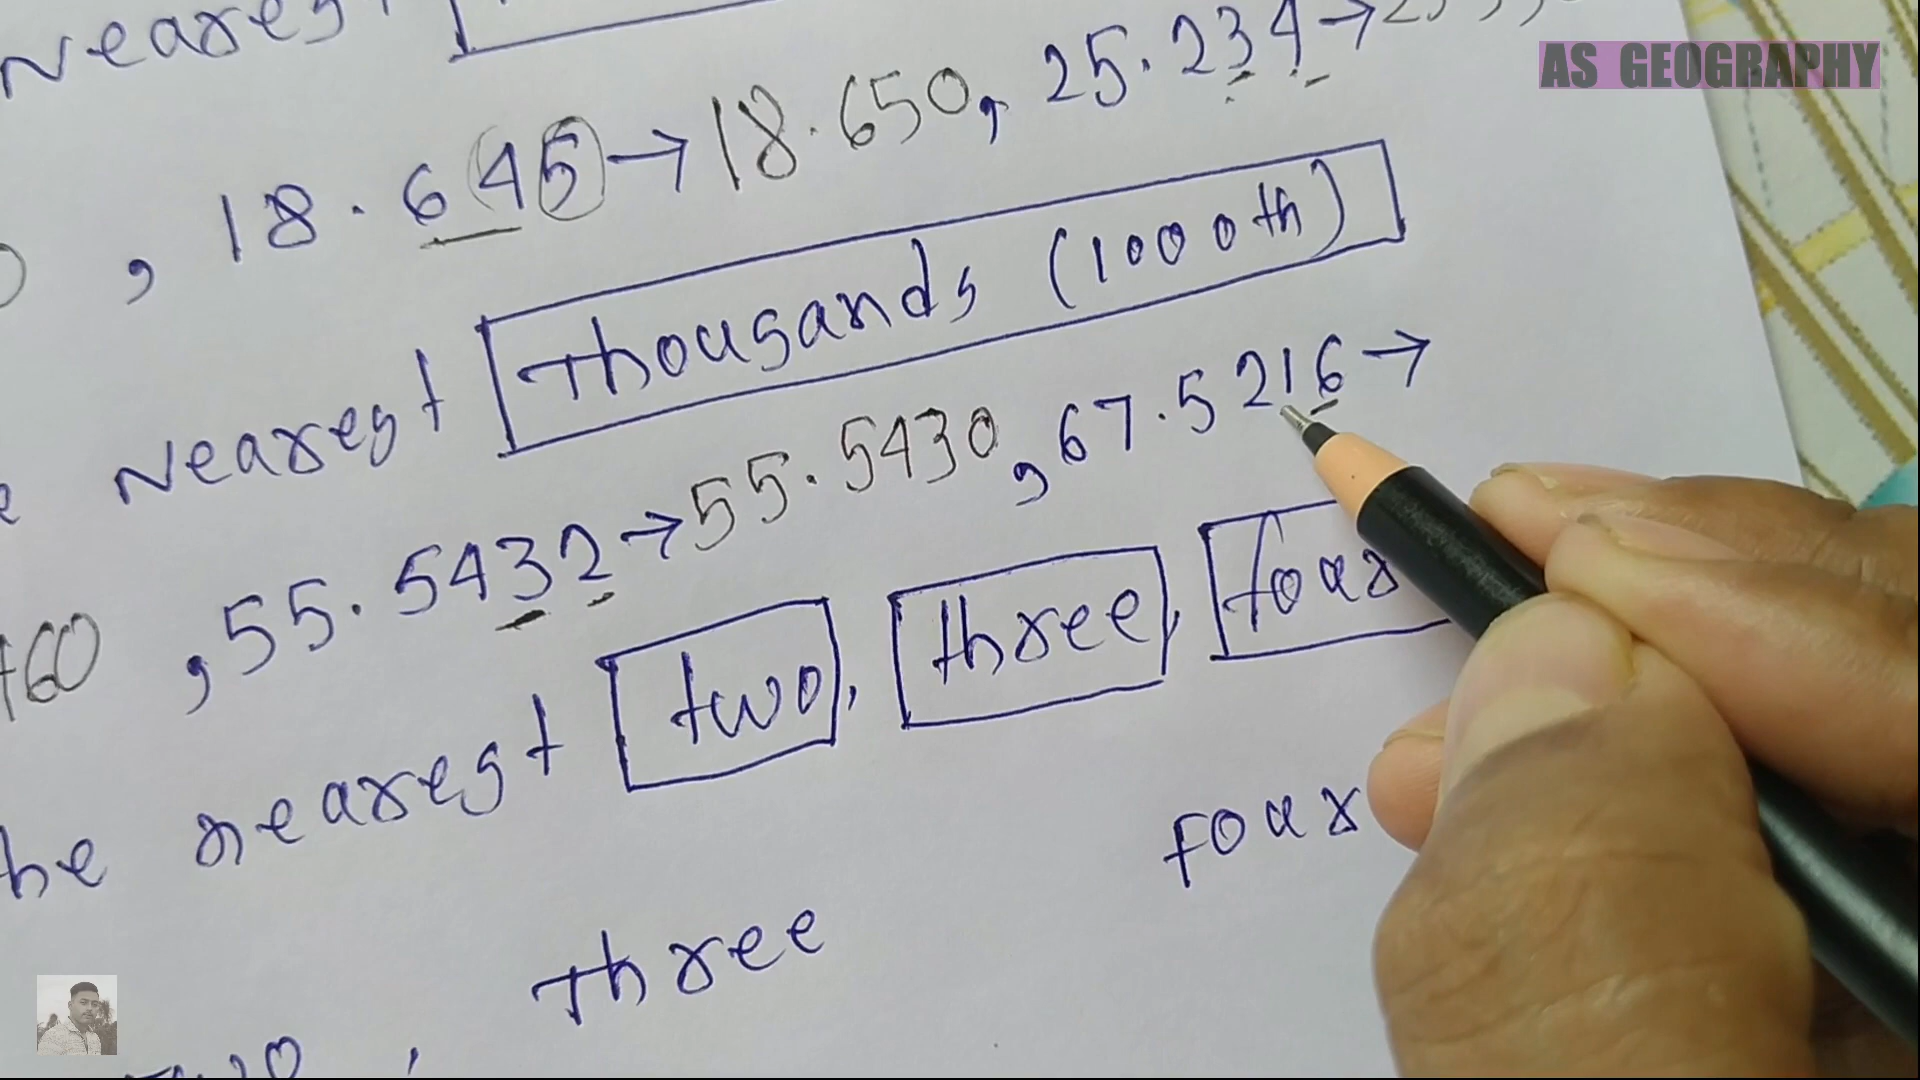 Nearest
AS GEOGRAPHY
, 18.645→18.650, 25.234→
Nearest Thousands (1000th)
460 , 55.5432→55.5430, 67.5216→
the nearest two, three, four
Four
Three
,